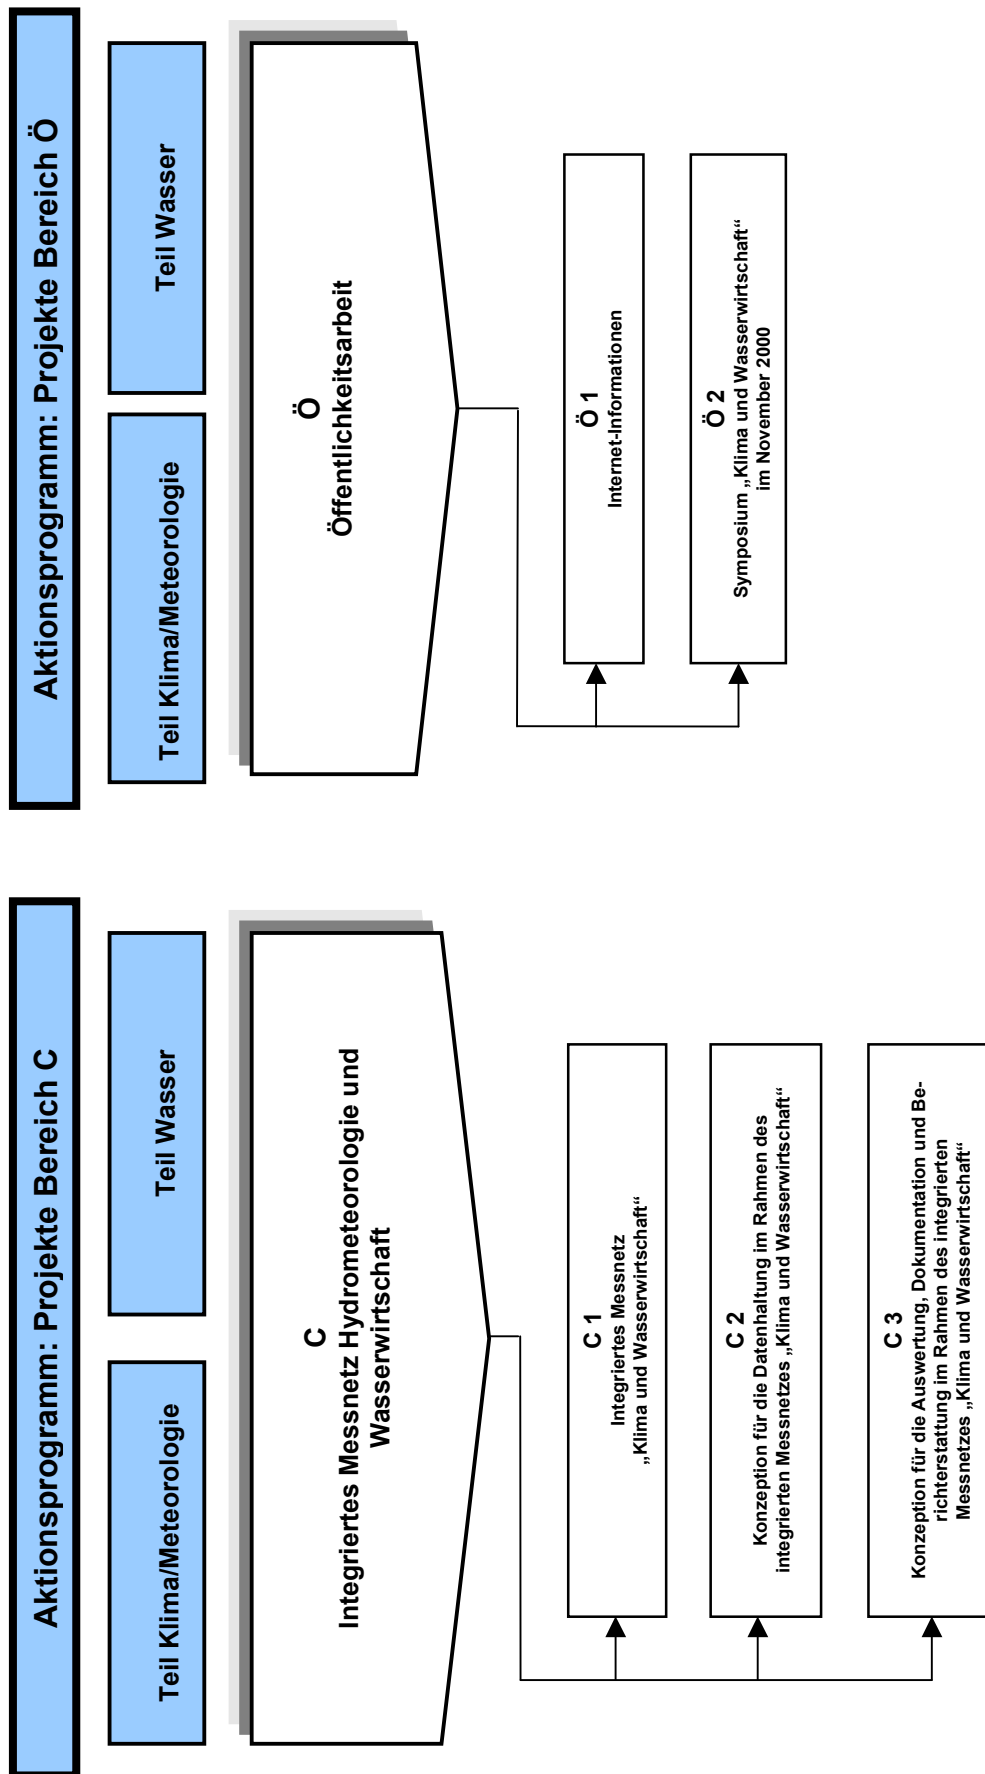 Aktionsprogramm: Projekte Bereich C
Teil Klima/Meteorologie
Teil Wasser
C
Integriertes Messnetz Hydrometeorologie und
Wasserwirtschaft
C 1
Integriertes Messnetz
„Klima und Wasserwirtschaft“
C 2
Konzeption für die Datenhaltung im Rahmen des
integrierten Messnetzes „Klima und Wasserwirtschaft“
C 3
Konzeption für die Auswertung, Dokumentation und Be-
richterstattung im Rahmen des integrierten
Messnetzes „Klima und Wasserwirtschaft“
Aktionsprogramm: Projekte Bereich Ö
Teil Klima/Meteorologie
Teil Wasser
Ö
Öffentlichkeitsarbeit
Ö 1
Internet-Informationen
Ö 2
Symposium „Klima und Wasserwirtschaft“
im November 2000